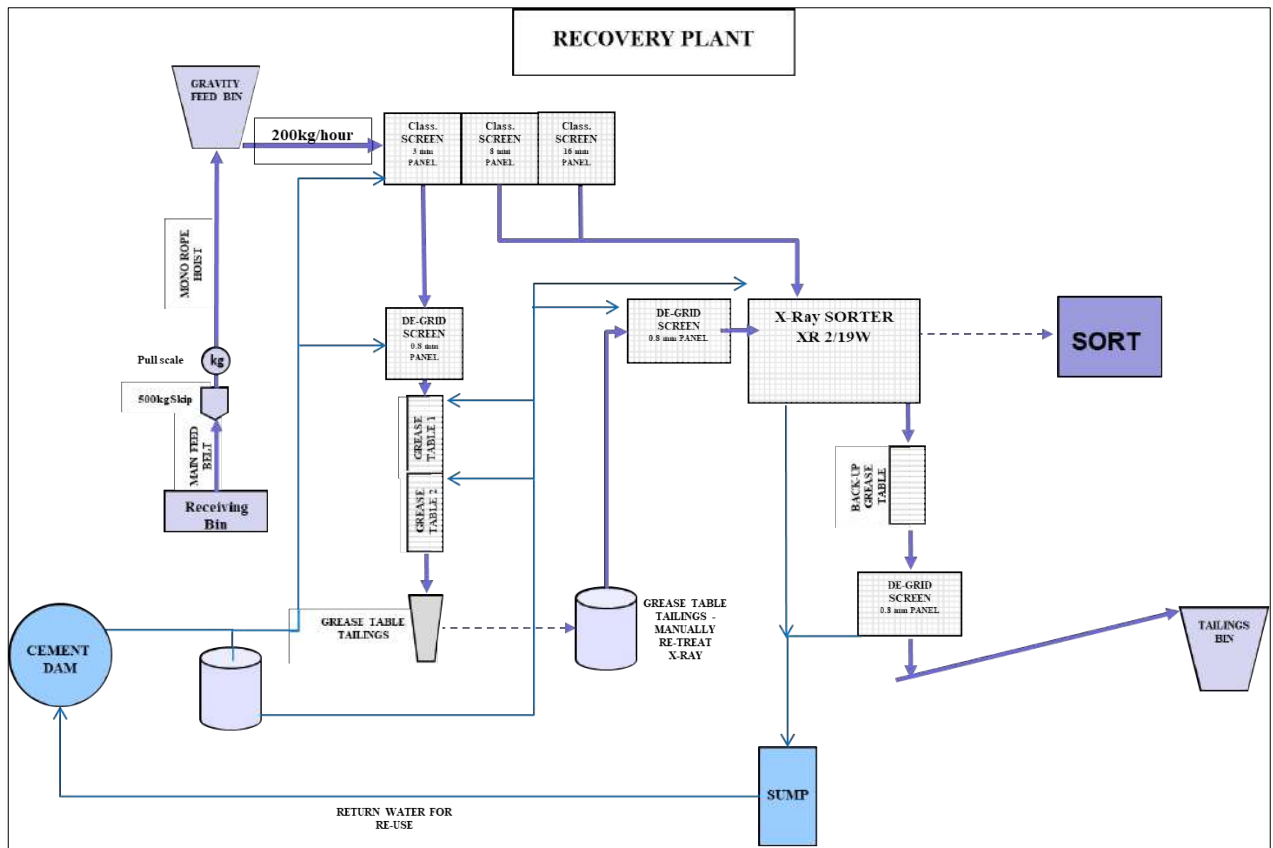 RECOVERY PLANT
GRAVITY
FEED BIN
200kg/hour
Class.
SCREEN
3 mm
PANEL
Class.
SCREEN
8 mm
PANEL
Class.
SCREEN
16 mm
PANEL
MONO ROPE
HOIST
Pull scale
kg
500kg Skip
MAIN FEED
BELT
Receiving
Bin
DE-GRID
SCREEN
0.8 mm
PANEL
GREASE
TABLE 1
GREASE
TABLE 2
GREASE TABLE
TAILINGS
DE-GRID
SCREEN
0.8 mm PANEL
X-Ray SORTER
XR 2/19W
SORT
BACK-UP
GREASE
TABLE
DE-GRID
SCREEN
0.8 mm PANEL
GREASE TABLE
TAILINGS -
MANUALLY
RE-TREAT
X-RAY
TAILINGS
BIN
CEMENT
DAM
SUMP
RETURN WATER FOR
RE-USE